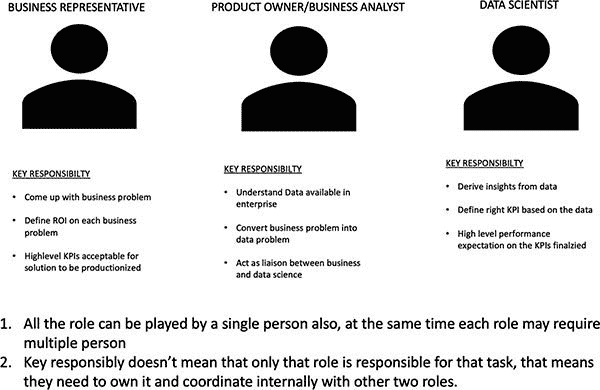 BUSINESS REPRESENTATIVE
PRODUCT OWNER/BUSINESS ANALYST
DATA SCIENTIST
KEY RESPONSIBILTY
• Come up with business problem
• Define ROI on each business
problem
• Highlevel KPIs acceptable for
solution to be productionized
KEY RESPONSIBILTY
• Understand Data available in
enterprise
• Convert business problem into
data problem
• Act as liaison between business
and data science
KEY RESPONSIBILTY
• Derive insights from data
• Define right KPI based on the data
• High level performance
expectation on the KPIs finalzied
1. All the role can be played by a single person also, at the same time each role may require
multiple person
2. Key responsibly doesn’t mean that only that role is responsible for that task, that means
they need to own it and coordinate internally with other two roles.